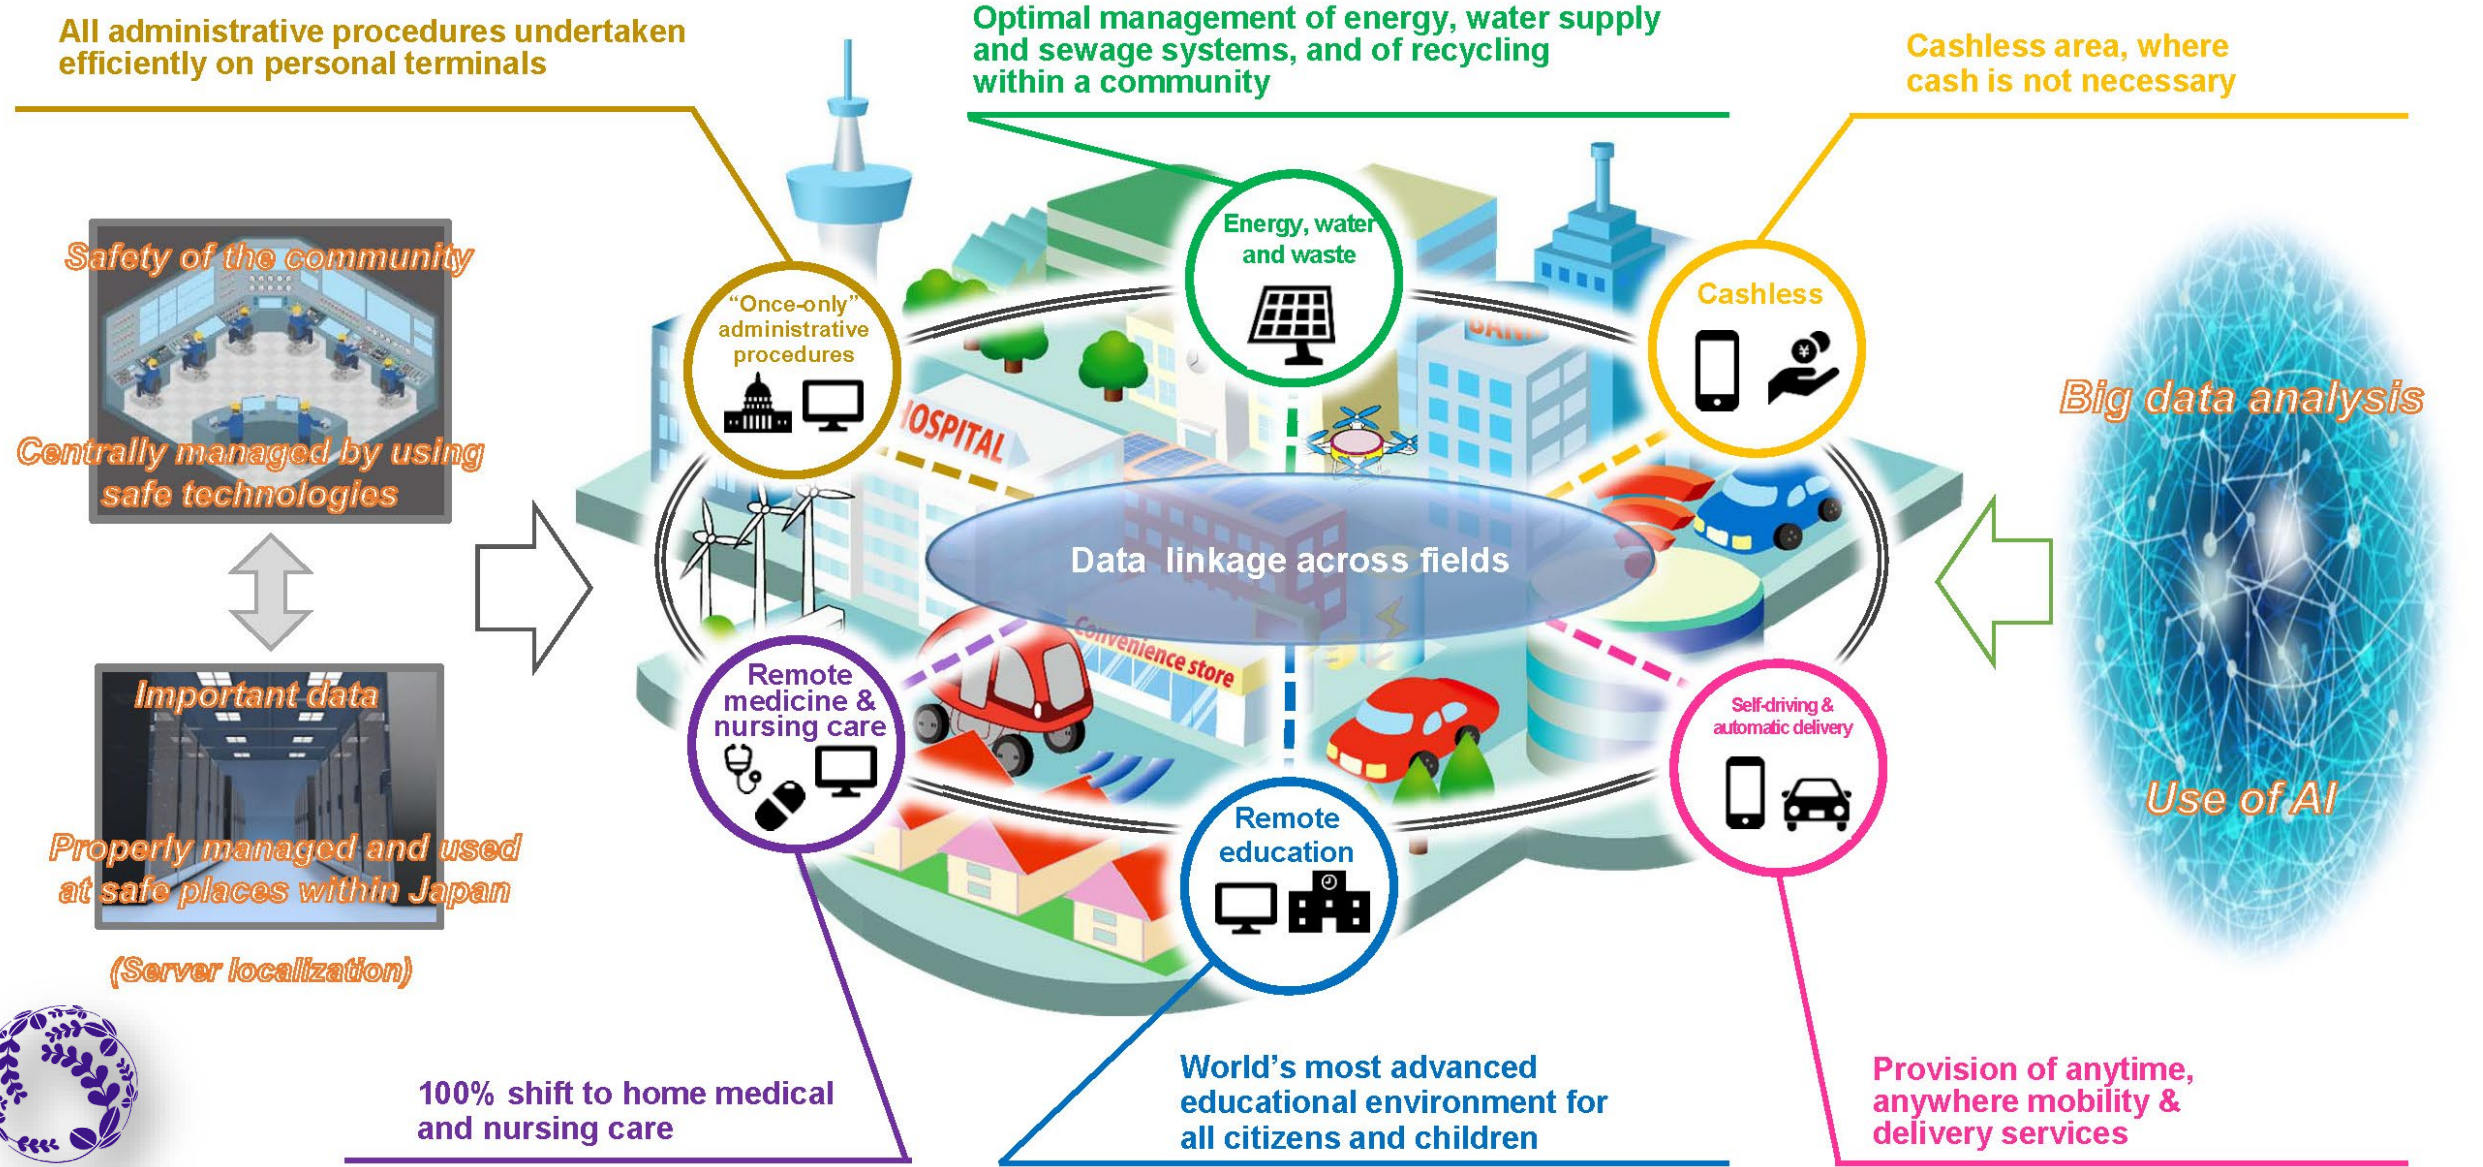 All administrative procedures undertaken
efficiently on personal terminals
Optimal management of energy, water supply
and sewage systems, and of recycling
within a community
Cashless area, where
cash is not necessary
Safety of the community
Centrally managed by using
safe technologies
Important data
Properly managed and used
at safe places within Japan
(Server localization)
“Once-only”
administrative
procedures
Energy, water
and waste
Cashless
¥
BANK
HOSPITAL
Data linkage across fields
Convenience store
Remote
medicine &
nursing care
Remote
education
Self-driving &
automatic delivery
Big data analysis
Use of AI
100% shift to home medical
and nursing care
World’s most advanced
educational environment for
all citizens and children
Provision of anytime,
anywhere mobility &
delivery services